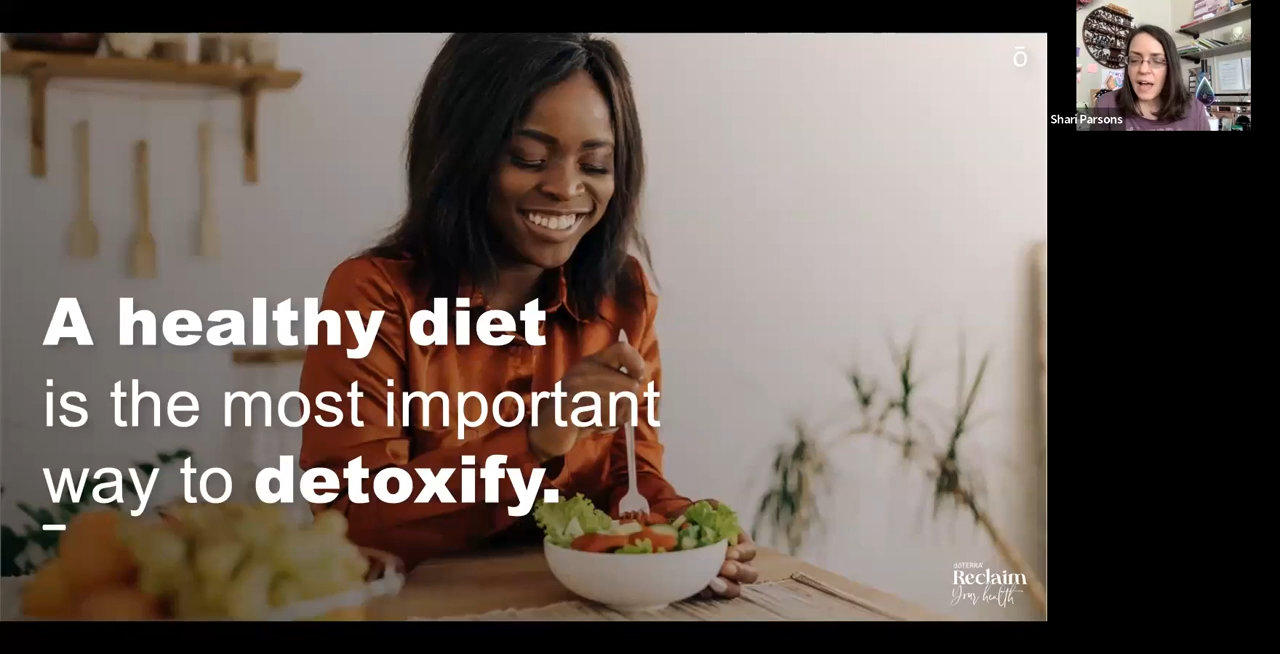 ō
Shari Parsons
A healthy diet
is the most important
way to detoxify.
dōTERRA
Reclaim
Your health